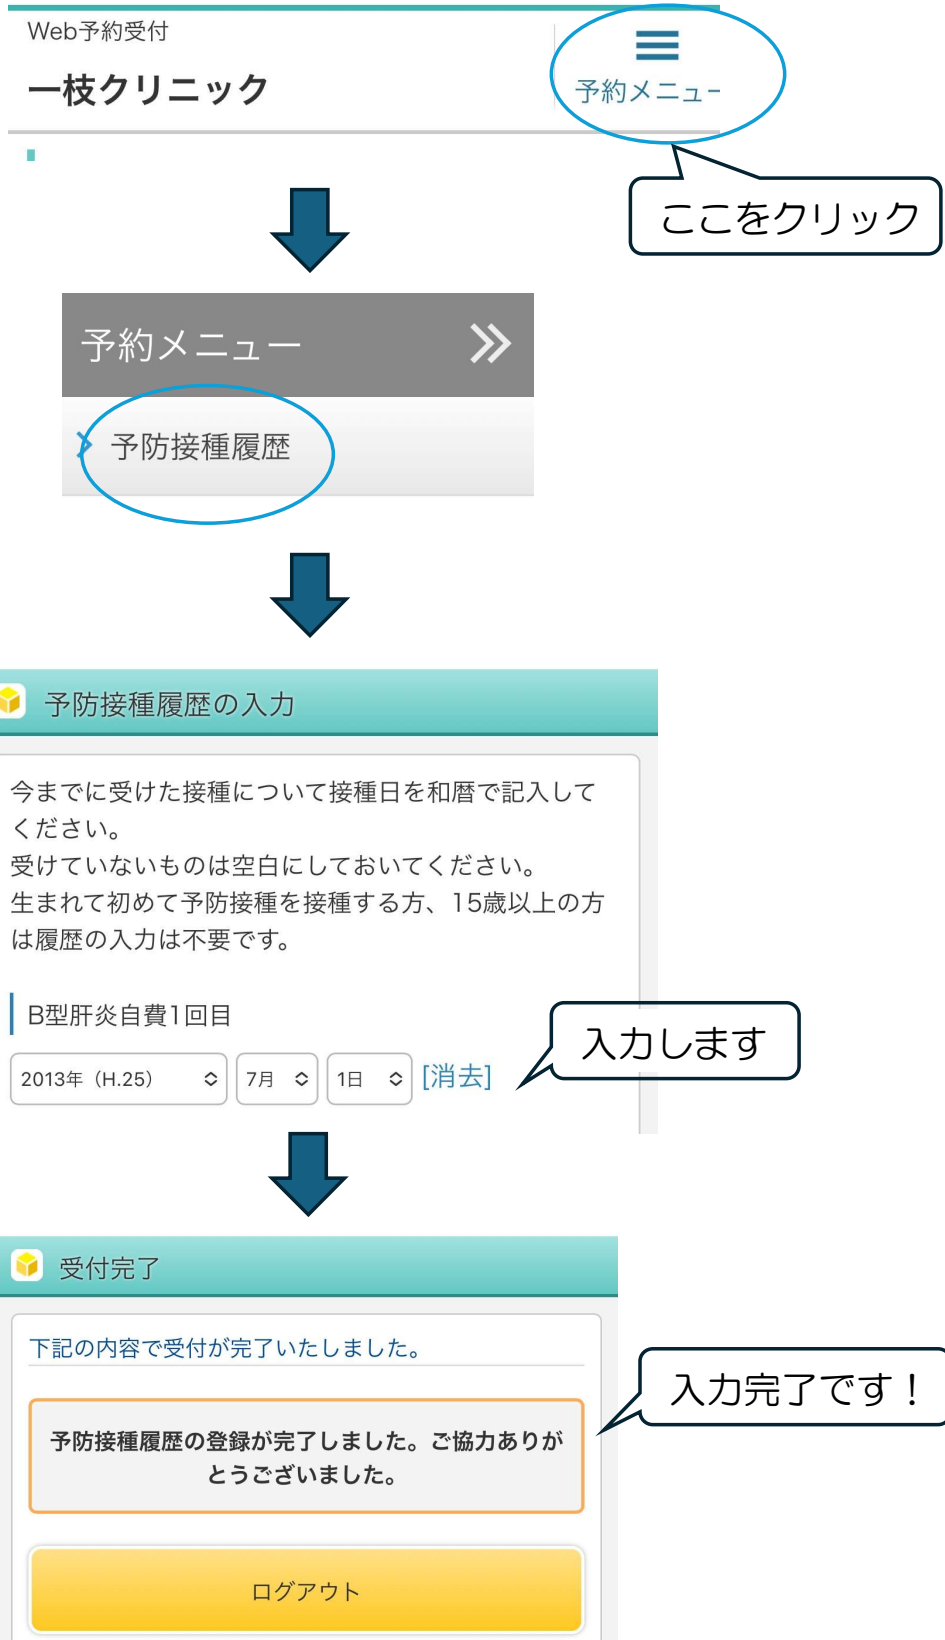 Web予約受付
一枝クリニック
予約メニュー
ここをクリック
予約メニュー
予防接種履歴
予防接種履歴の入力
今までに受けた接種について接種日を和暦で記入して
ください。
受けていないものは空白にしておいてください。
生まれて初めて予防接種を接種する方、15歳以上の方
は履歴の入力は不要です。
B型肝炎自費1回目
入力します
2013年（H.25） 7月 1日 [消去]
受付完了
下記の内容で受付が完了いたしました。
入力完了です！
予防接種履歴の登録が完了しました。ご協力ありが
とうございました。
ログアウト